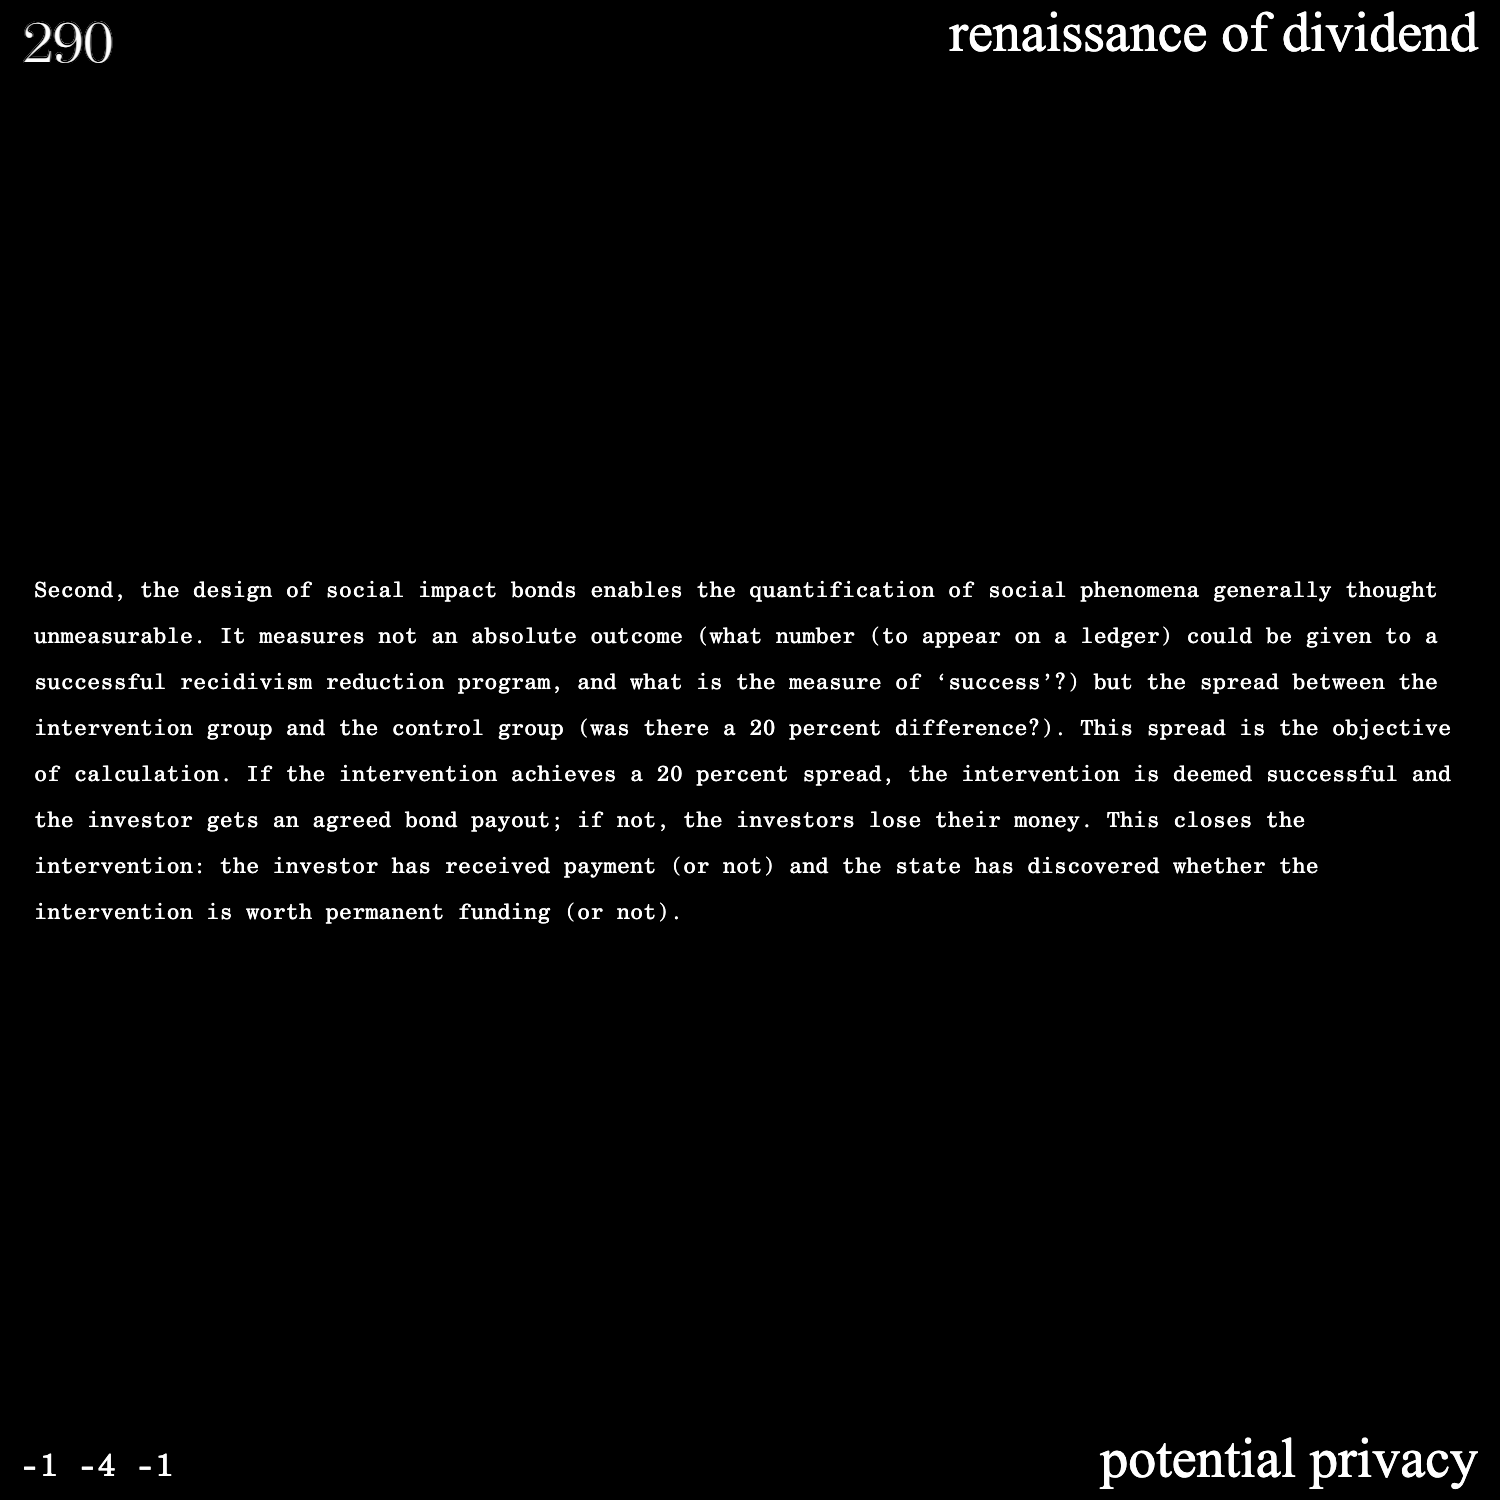 290
renaissance of dividend
Second, the design of social impact bonds enables the quantification of social phenomena generally thought
unmeasurable. It measures not an absolute outcome (what number (to appear on a ledger) could be given to a
successful recidivism reduction program, and what is the measure of ‘success’?) but the spread between the
intervention group and the control group (was there a 20 percent difference?). This spread is the objective
of calculation. If the intervention achieves a 20 percent spread, the intervention is deemed successful and
the investor gets an agreed bond payout; if not, the investors lose their money. This closes the
intervention: the investor has received payment (or not) and the state has discovered whether the
intervention is worth permanent funding (or not).
-1 -4 -1
potential privacy